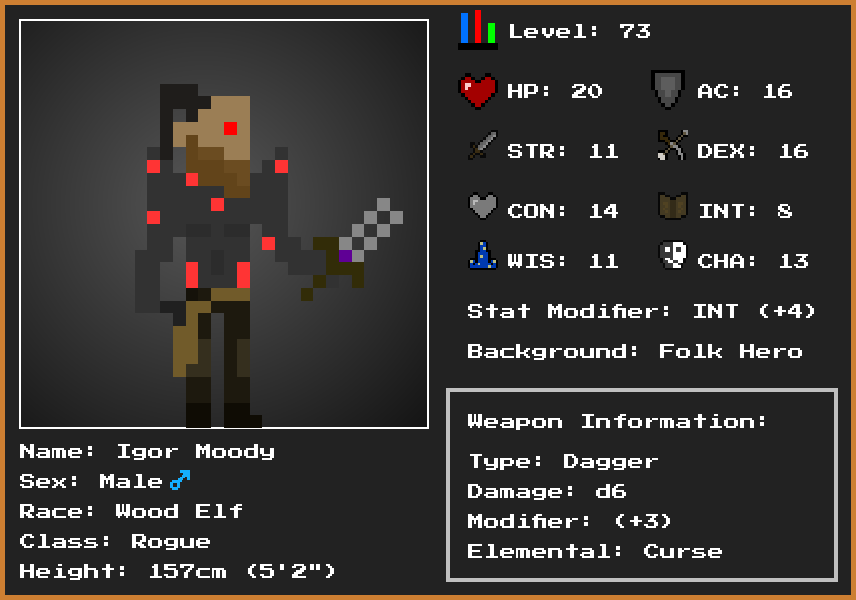 Level: 73
HP: 20 AC: 16
STR: 11 DEX: 16
CON: 14 INT: 8
WIS: 11 CHA: 13
Stat Modifier: INT (+4)
Background: Folk Hero
Weapon Information:
Type: Dagger
Damage: d6
Modifier: (+3)
Elemental: Curse
Name: Igor Moody
Sex: Male ♂
Race: Wood Elf
Class: Rogue
Height: 157cm (5'2")